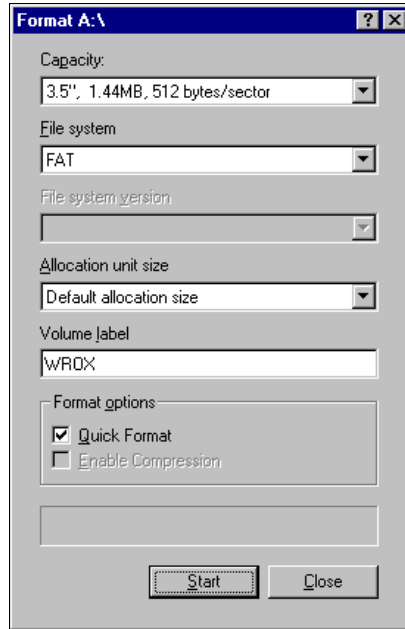 Format A:\
Capacity:
3.5", 1.44MB, 512 bytes/sector
File system
FAT
File system version
Allocation unit size
Default allocation size
Volume label
WROX
Format options
Quick Format
Enable Compression
Start Close